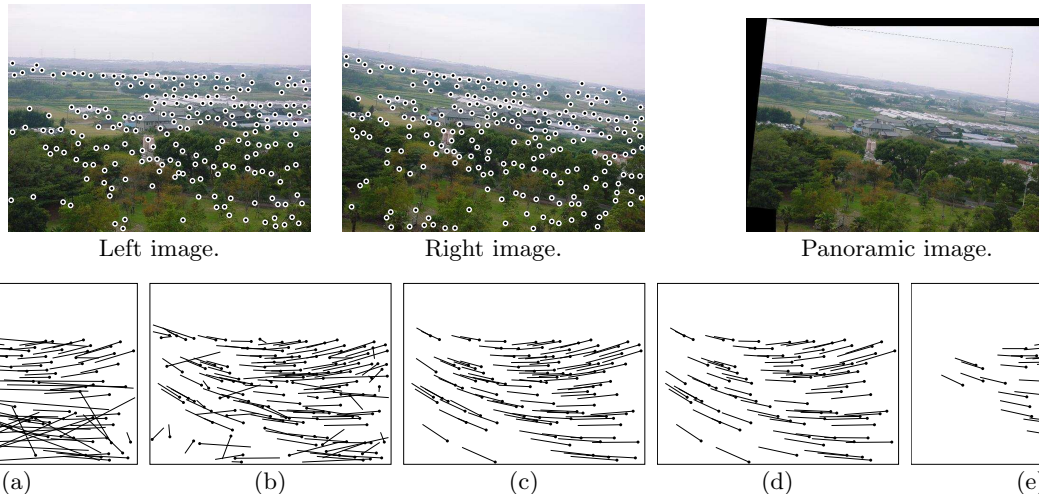 Left image.
Right image.
Panoramic image.
(a)
(b)
(c)
(d)
(e)